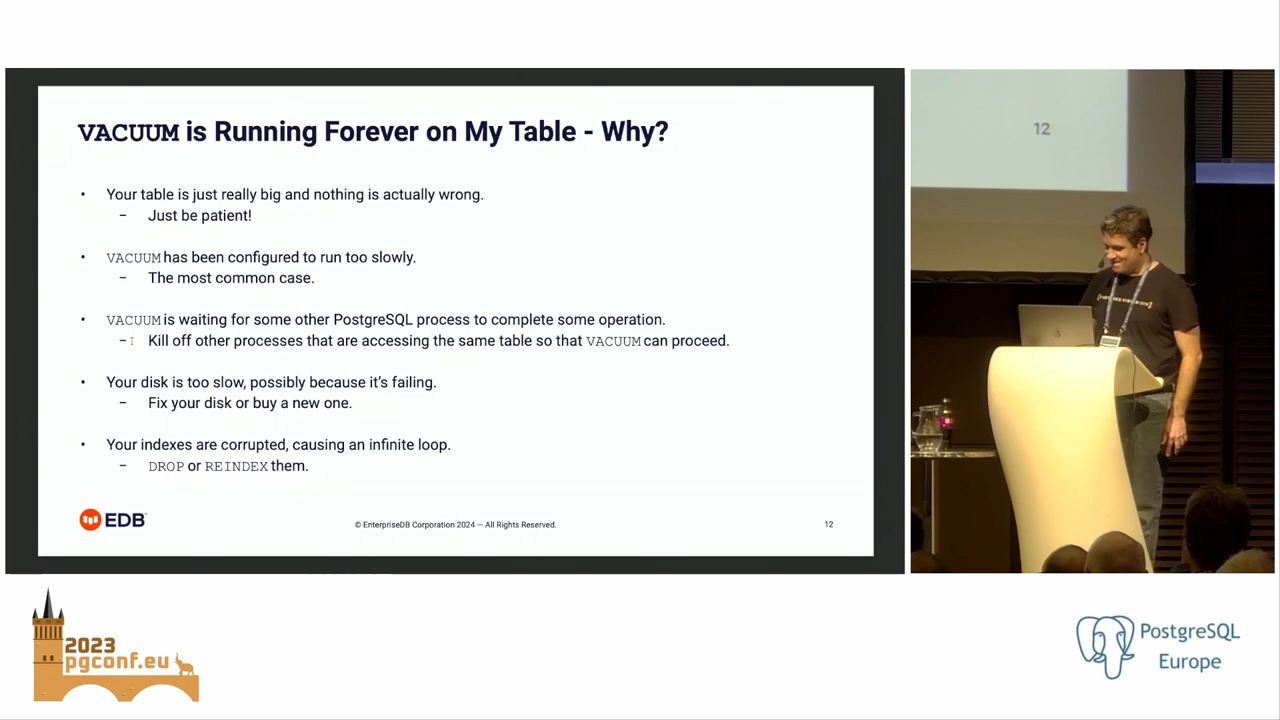 VACUUM is Running Forever on My Table - Why?
• Your table is just really big and nothing is actually wrong.
– Just be patient!
• VACUUM has been configured to run too slowly.
– The most common case.
• VACUUM is waiting for some other PostgreSQL process to complete some operation.
– Kill off other processes that are accessing the same table so that VACUUM can proceed.
• Your disk is too slow, possibly because it's failing.
– Fix your disk or buy a new one.
• Your indexes are corrupted, causing an infinite loop.
– DROP or REINDEX them.
EDB
© EnterpriseDB Corporation 2024 — All Rights Reserved.
12
12
2023
pgconf.eu
PostgreSQL
Europe